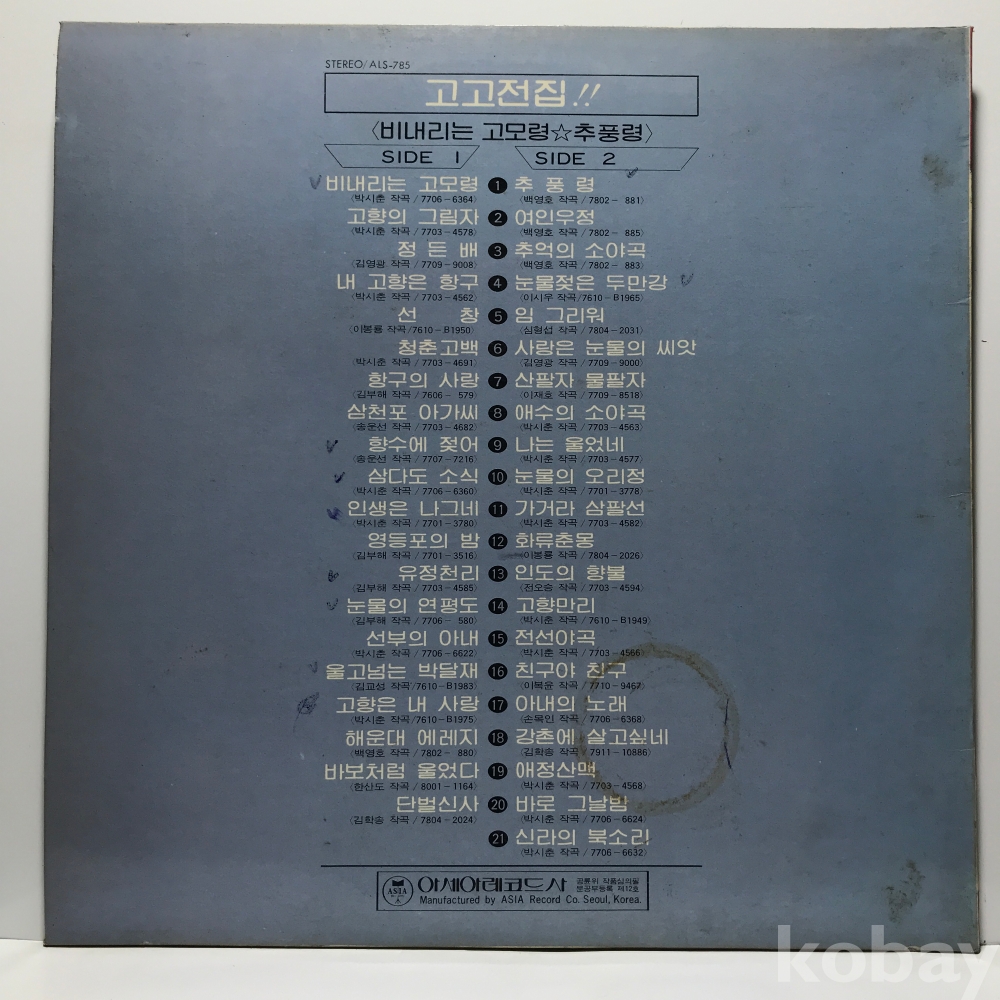 STEREO/ALS-785
고고전집!!
〈비내리는 고모령☆추풍령〉
SIDE 1
비내리는 고모령 1
(박시춘 작곡/7706-6364)
고향의 그림자 2
(박시춘 작곡/7703-4578)
정든배 3
(김영광 작곡/7709-9008)
내 고향은 항구 4
(박시춘 작곡/7703-4562)
선 창 5
(이봉룡 작곡/7610-B1950)
청춘고백 6
(박시춘 작곡/7703-4691)
항구의 사랑 7
(김부해 작곡/7606- 579)
삼천포 아가씨 8
(송운선 작곡/7703-4682)
향수에 젖어 9
(송운선 작곡/7707-7216)
삼다도 소식 10
(박시춘 작곡/7706-6360)
인생은 나그네 11
(박시춘 작곡/7701-3780)
영등포의 밤 12
(김부해 작곡/7701-3516)
유정천리 13
(김부해 작곡/7703-4585)
눈물의 연평도 14
(김부해 작곡/7706- 580)
선부의 아내 15
(박시춘 작곡/7706-6622)
울고넘는 박달재 16
(김교성 작곡/7610-B1983)
고향은 내 사랑 17
(박시춘 작곡/7610-B1975)
해운대 에레지 18
(백영호 작곡/7802- 880)
바보처럼 울었다 19
(한산도 작곡/8001-1164)
단벌신사 20
(김학송 작곡/7804-2024)
21
SIDE 2
추풍령
(백영호 작곡/7802- 881)
여인우정
(백영호 작곡/7802- 885)
추억의 소야곡
(백영호 작곡/7802- 883)
눈물젖은 두만강
(이시우 작곡/7610-B1965)
임 그리워
(심형섭 작곡/7804-2031)
사랑은 눈물의 씨앗
(김영광 작곡/7709-9000)
산팔자 물팔자
(이재호 작곡/7709-8518)
애수의 소야곡
(박시춘 작곡/7703-4563)
나는 울었네
(박시춘 작곡/7703-4577)
눈물의 오리정
(박시춘 작곡/7701-3778)
가거라 삼팔선
(박시춘 작곡/7703-4582)
화류춘몽
(이봉룡 작곡/7804-2026)
인도의 향불
(전오승 작곡/7703-4594)
고향만리
(박시춘 작곡/7610-B1949)
전선야곡
(박시춘 작곡/7703-4566)
친구야 친구
(이복윤 작곡/7710-9467)
아내의 노래
(손목인 작곡/7706-6368)
강촌에 살고싶네
(김학송 작곡/7911-10886)
애정산맥
(박시춘 작곡/7703-4568)
바로 그날밤
(박시춘 작곡/7706-6624)
신라의 북소리
(박시춘 작곡/7706-6632)
ASIA
아세아레코드사
공륜위 작품심의필
문공부등록 제12호
Manufactured by ASIA Record Co. Seoul, Korea.
kobay